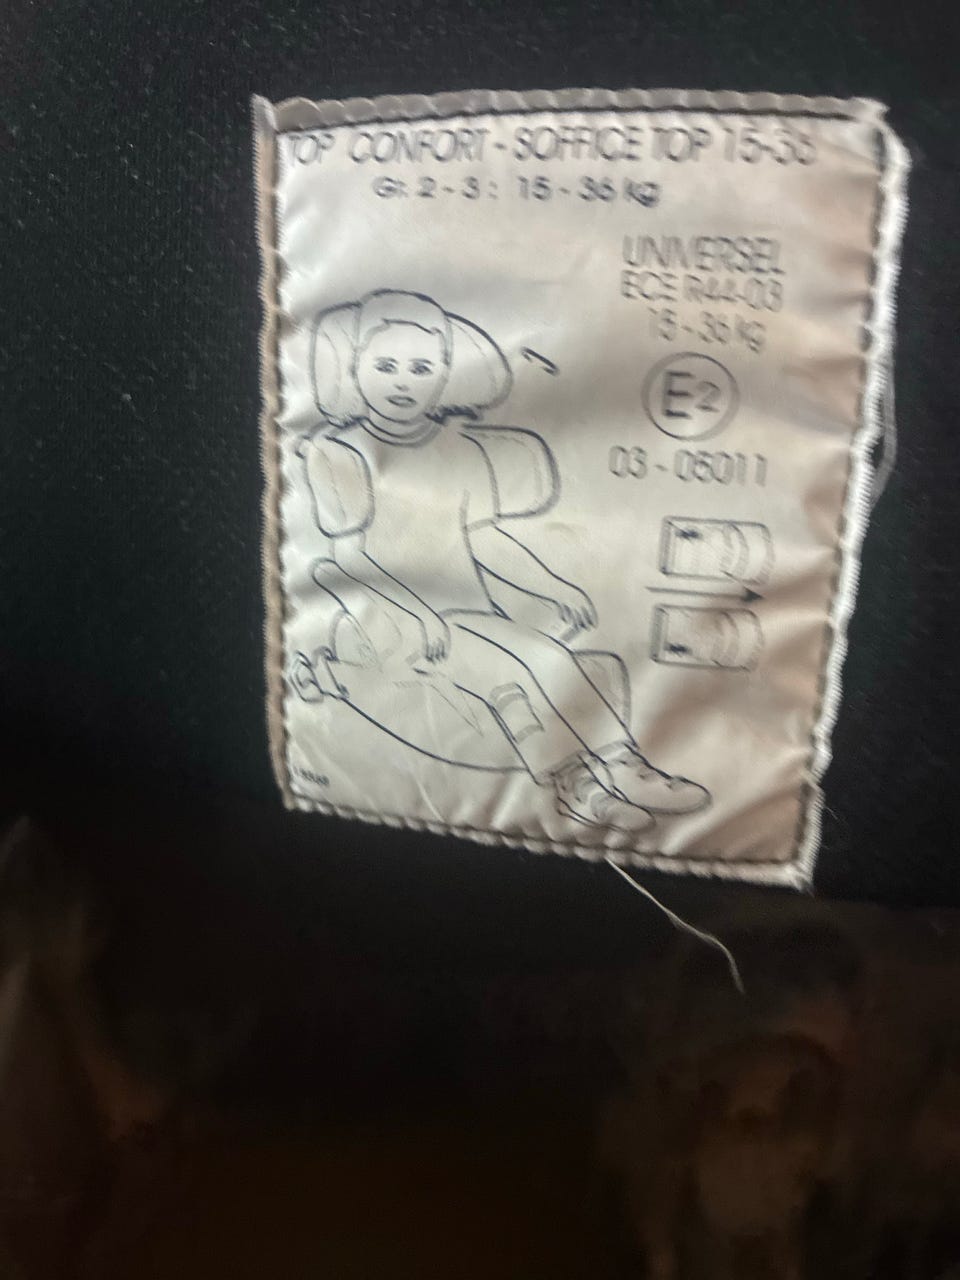 TOP CONFORT - SOFFICE TOP 15-36
Gr. 2 - 3 : 15 - 36 kg
UNIVERSEL
ECE R44-03
15 - 36 kg
E2
03 - 05011